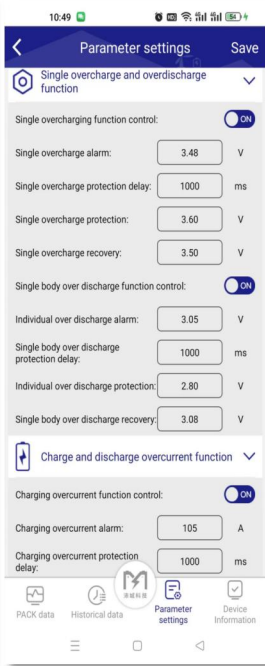 10:49 HD 4G 4G 54
Parameter settings Save
Single overcharge and overdischarge
function
Single overcharging function control: ON
Single overcharge alarm: 3.48 V
Single overcharge protection delay: 1000 ms
Single overcharge protection: 3.60 V
Single overcharge recovery: 3.50 V
Single body over discharge function control: ON
Individual over discharge alarm: 3.05 V
Single body over discharge
protection delay: 1000 ms
Individual over discharge protection: 2.80 V
Single body over discharge recovery: 3.08 V
Charge and discharge overcurrent function
Charging overcurrent function control: ON
Charging overcurrent alarm: 105 A
Charging overcurrent protection
delay: 1000 ms
PACK data Historical data Parameter
settings Device
Information